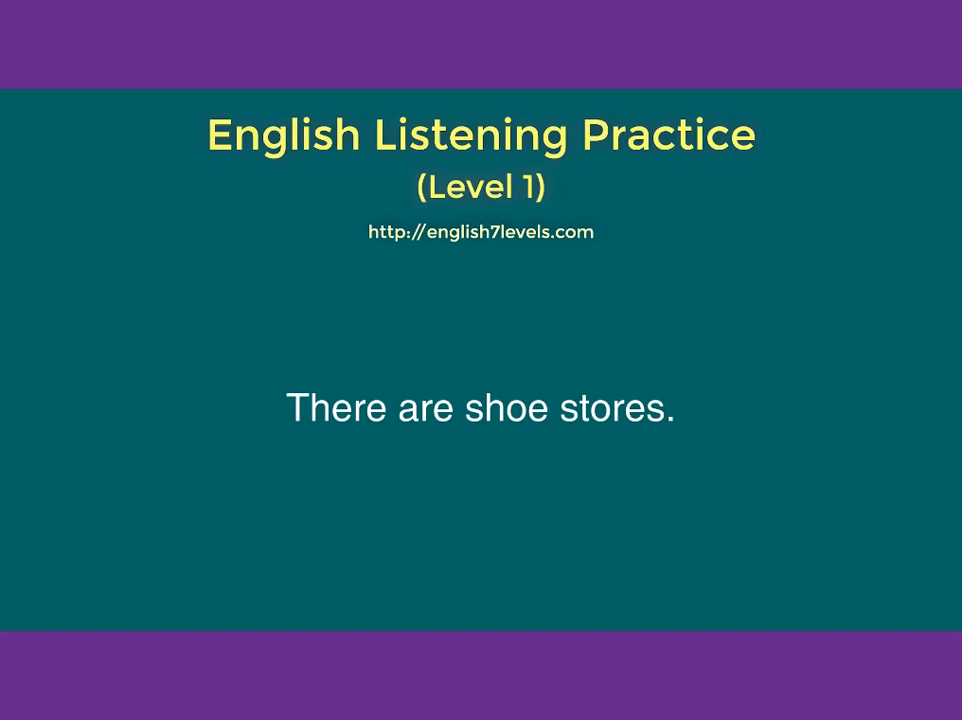 English Listening Practice
(Level 1)
http://english7levels.com
There are shoe stores.